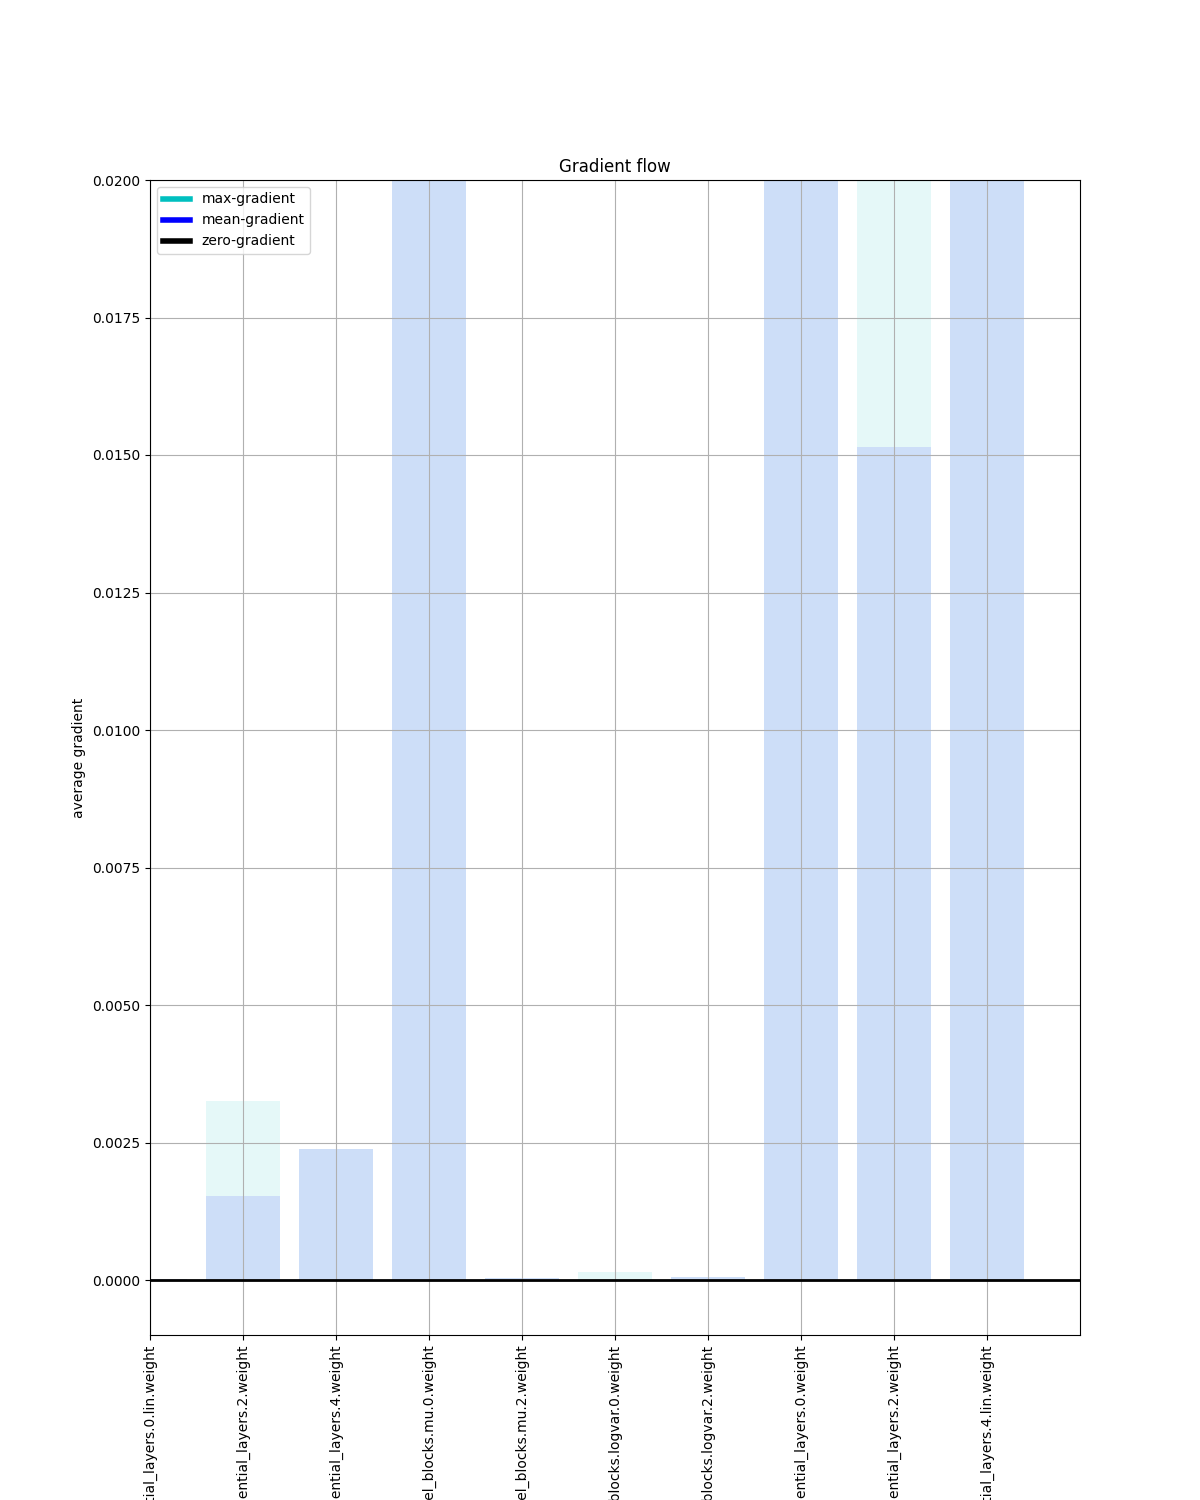 Gradient flow
max-gradient
mean-gradient
zero-gradient
0.0200
0.0175
0.0150
0.0125
0.0100
0.0075
0.0050
0.0025
0.0000
average gradient
tial_layers.0.lin.weight
ential_layers.2.weight
ential_layers.4.weight
el_blocks.mu.0.weight
el_blocks.mu.2.weight
blocks.logvar.0.weight
blocks.logvar.2.weight
ential_layers.0.weight
ential_layers.2.weight
tial_layers.4.lin.weight